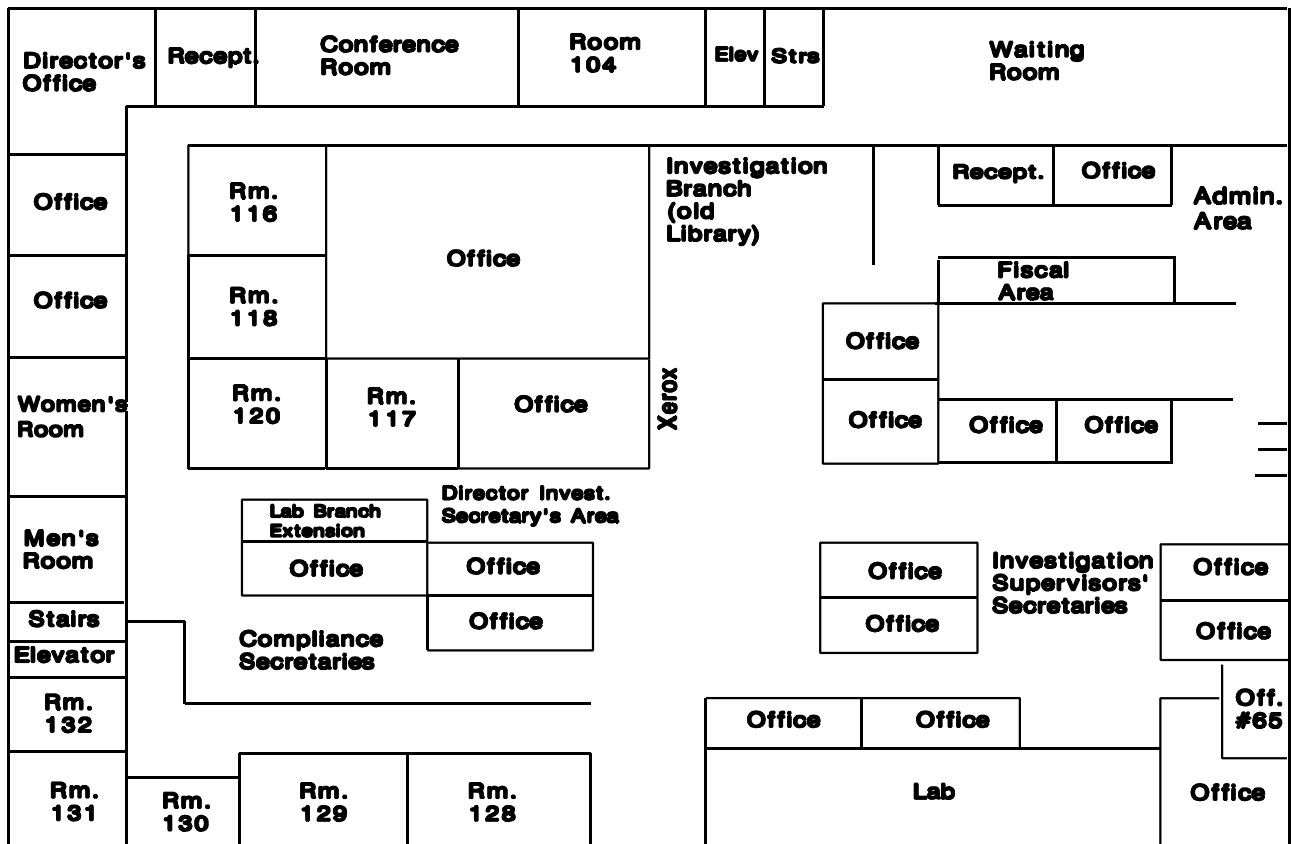 Director's
Office
Recept.
Conference
Room
Room
104
Elev
Strs
Waiting
Room
Office
Rm.
116
Office
Investigation
Branch
(old
Library)
Recept.
Office
Admin.
Area
Office
Rm.
118
Fiscal
Area
Office
Women's
Room
Rm.
120
Rm.
117
Office
Xerox
Office
Office
Office
Men's
Room
Lab Branch
Extension
Director Invest.
Secretary's Area
Office
Office
Office
Office
Office
Investigation
Supervisors'
Secretaries
Office
Office
Stairs
Elevator
Compliance
Secretaries
Rm.
132
Office
Office
Off.
#65
Rm.
131
Rm.
130
Rm.
129
Rm.
128
Lab
Office